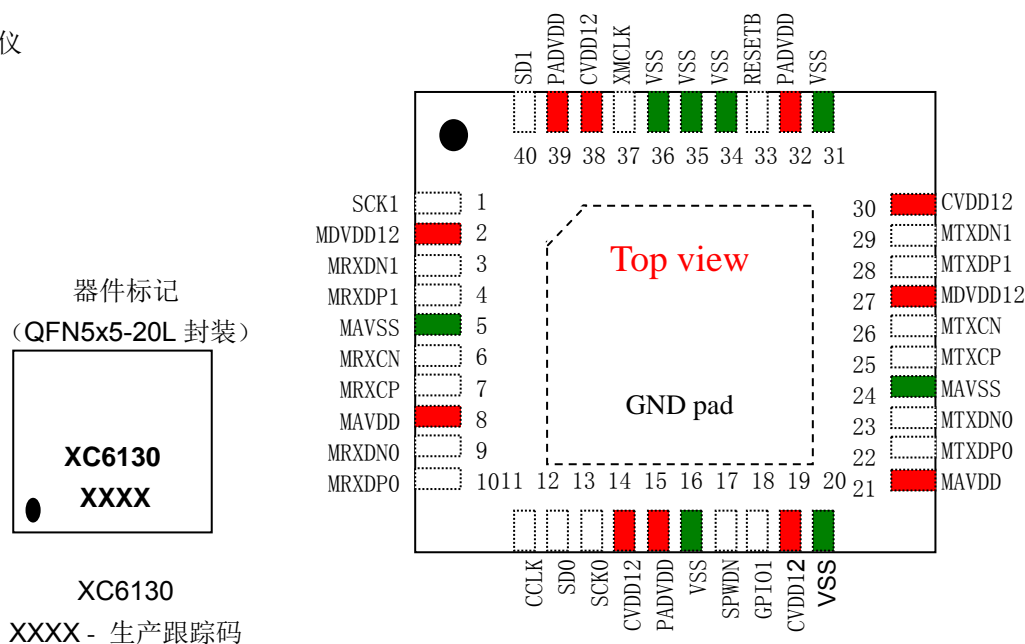 仪
SD1
PADVDD
CVDD12
XMCLK
VSS
VSS
VSS
RESETB
PADVDD
VSS
40 39 38 37 36 35 34 33 32 31
SCK1 1
MDVDD12 2
MRXDN1 3
MRXDP1 4
MAVSS 5
MRXCN 6
MRXCP 7
MAVDD 8
MRXDN0 9
MRXDP0 10
Top view
GND pad
30 CVDD12
29 MTXDN1
28 MTXDP1
27 MDVDD12
26 MTXCN
25 MTXCP
24 MAVSS
23 MTXDN0
22 MTXDP0
21 MAVDD
11 12 13 14 15 16 17 18 19 20
CCLK
SD0
SCK0
CVDD12
PADVDD
VSS
SPWDN
GPIO1
CVDD12
VSS
器件标记
（QFN5x5-20L 封装）
XC6130
XXXX
XC6130
XXXX - 生产跟踪码